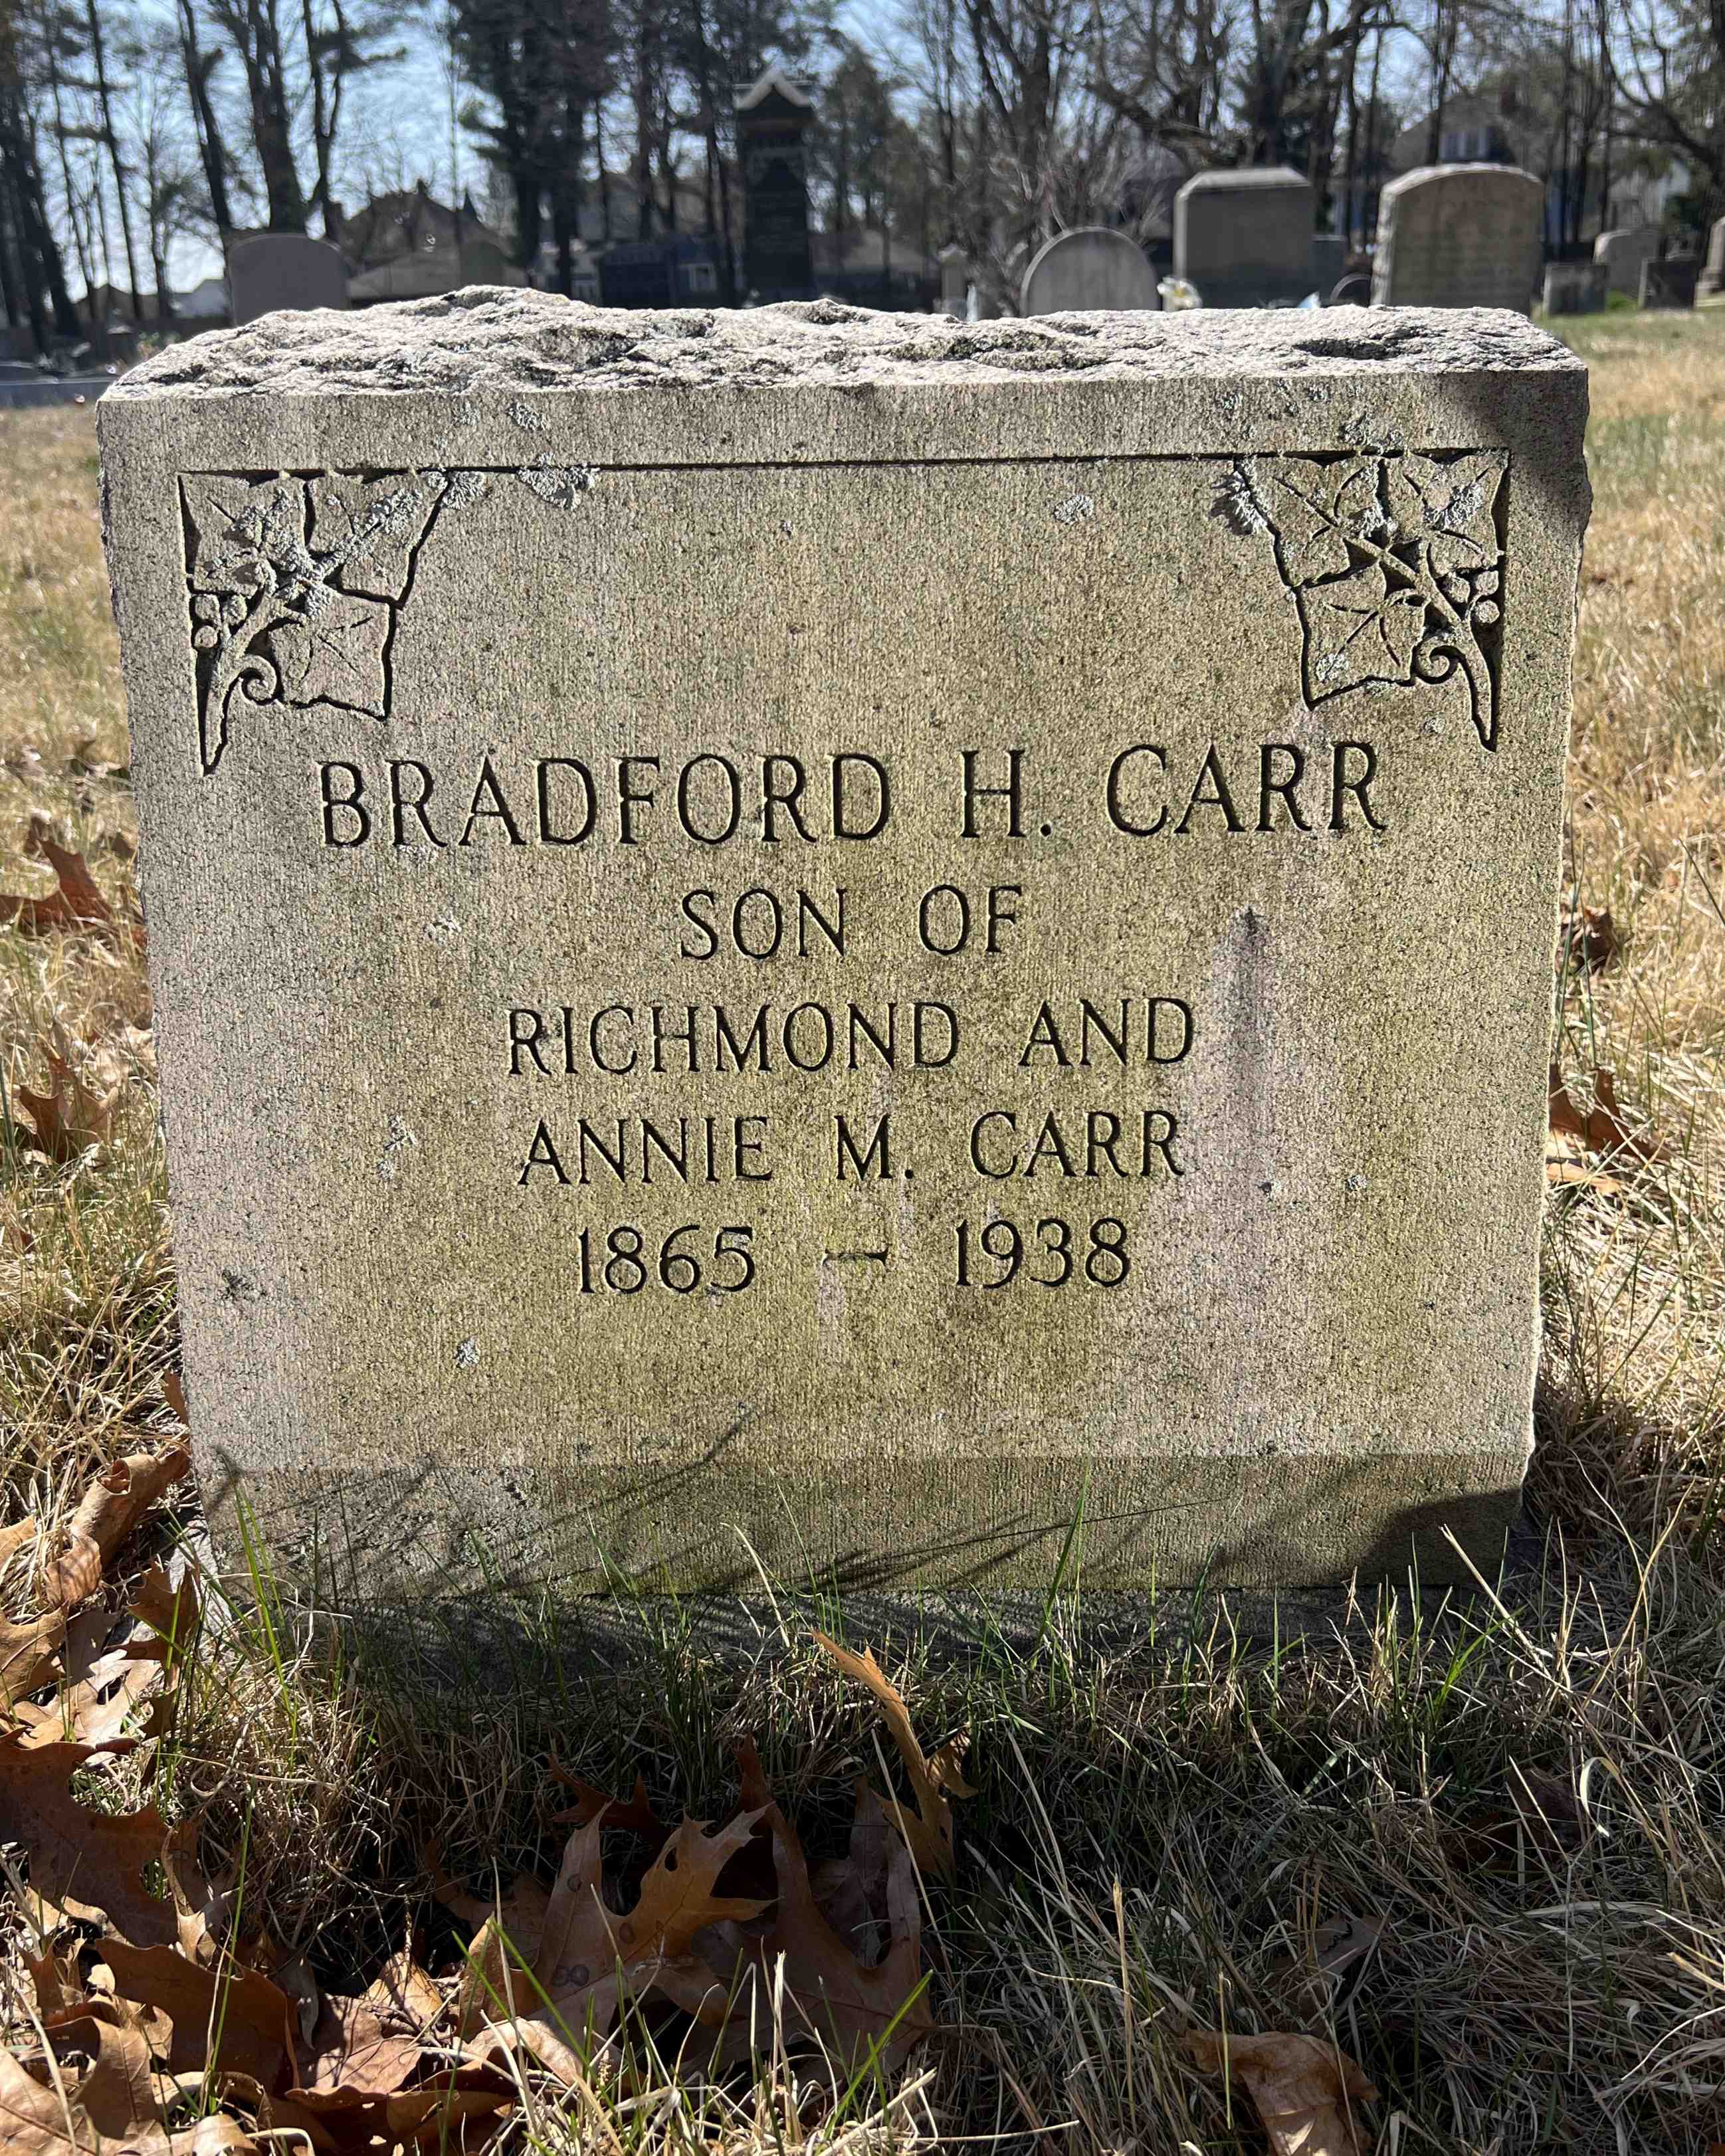 BRADFORD H. CARR
SON OF
RICHMOND AND
ANNIE M. CARR
1865 – 1938